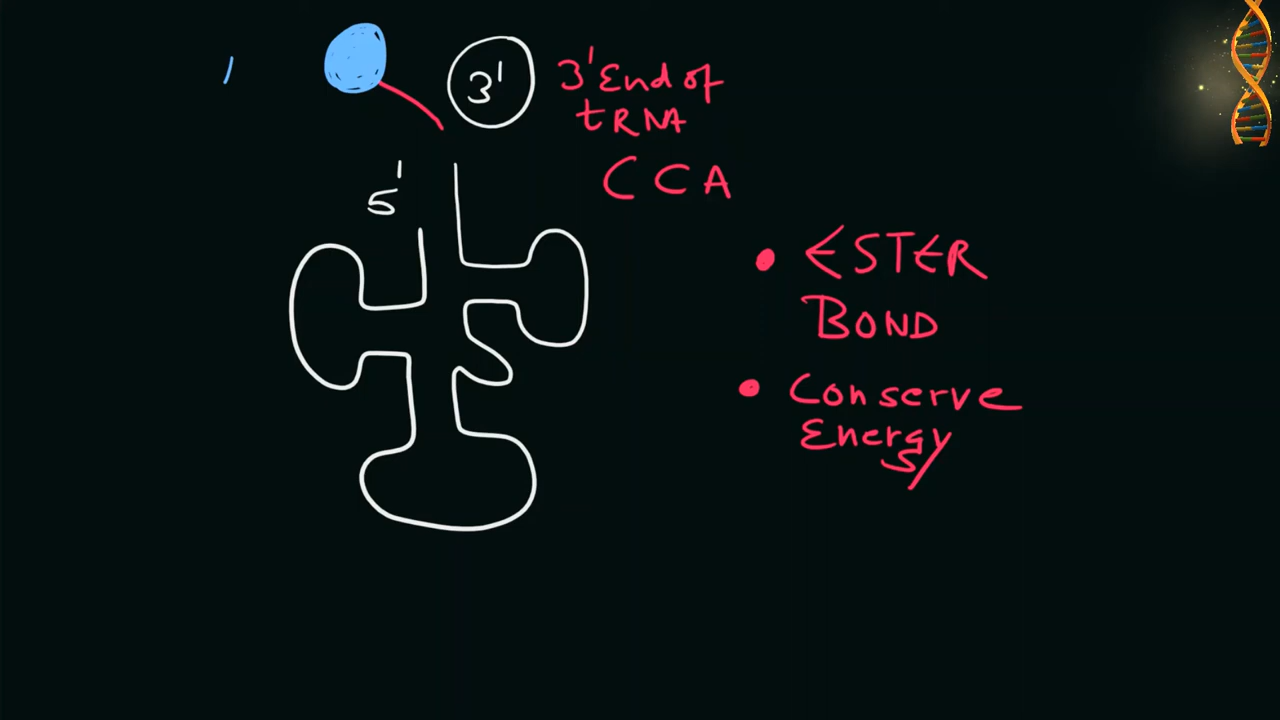 3'
3' End of
tRNA
CCA
5'
• ESTER
BOND
• Conserve
Energy